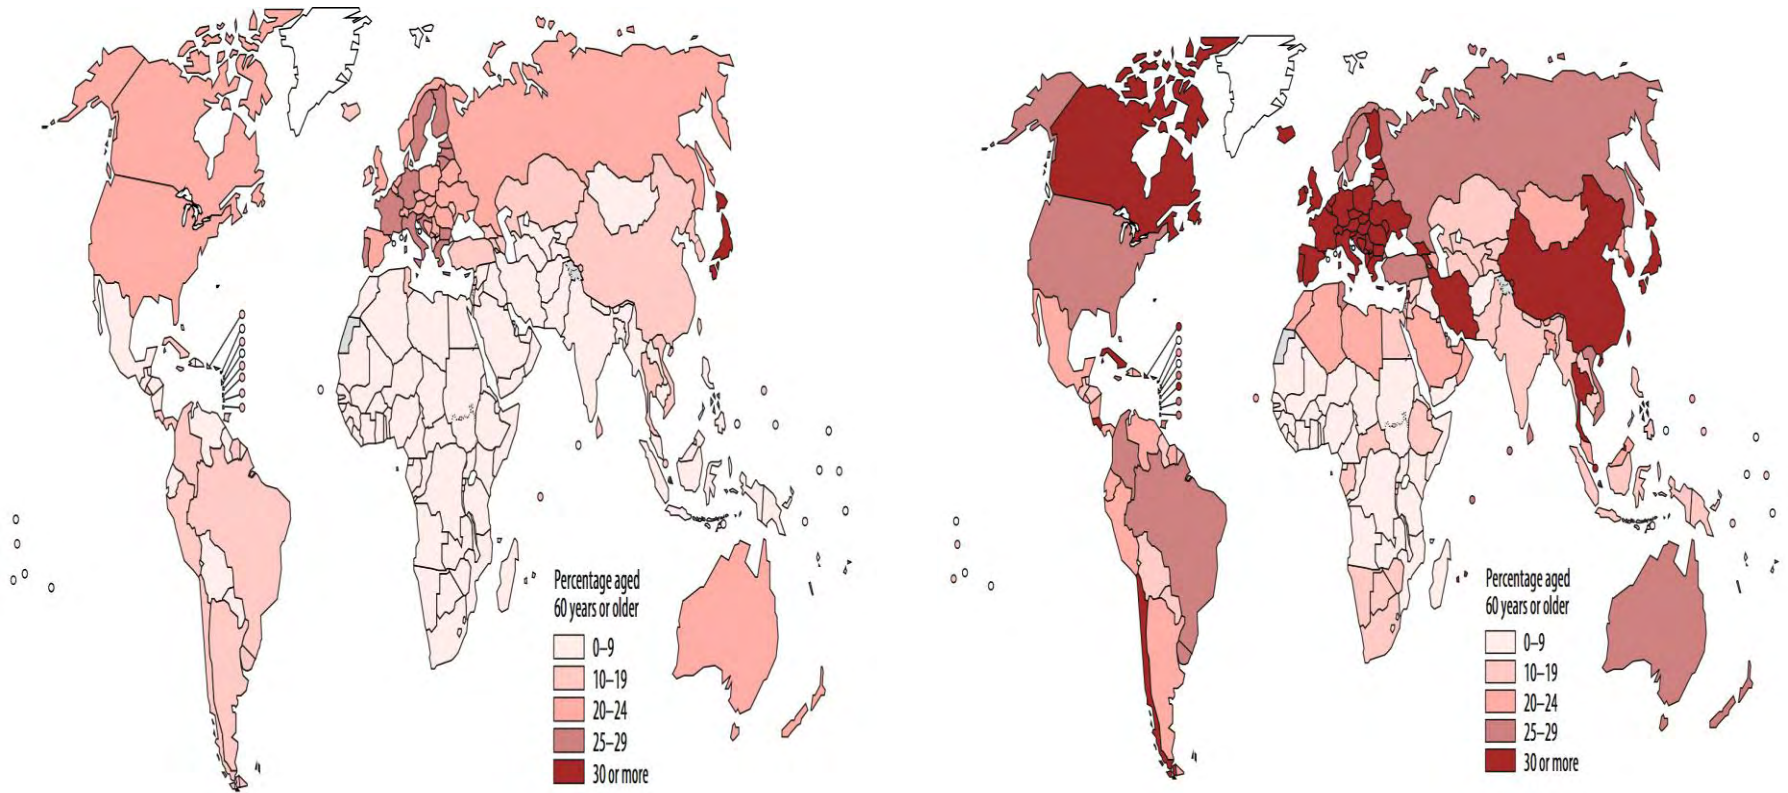 Percentage aged
60 years or older
0–9
10–19
20–24
25–29
30 or more
Percentage aged
60 years or older
0–9
10–19
20–24
25–29
30 or more